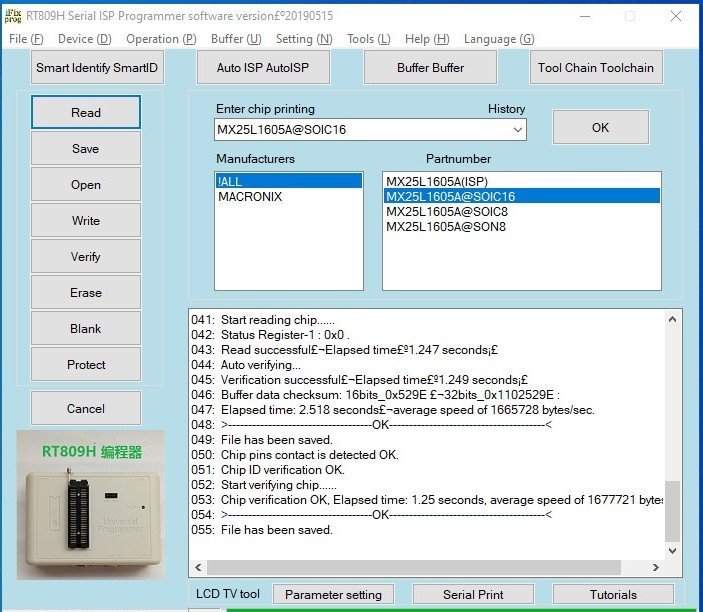 iFix
prog
RT809H Serial ISP Programmer software version£º20190515
File (F) Device (D) Operation (P) Buffer (U) Setting (N) Tools (L) Help (H) Language (G)
Smart Identify SmartID Auto ISP AutoISP Buffer Buffer Tool Chain Toolchain
Read
Save
Open
Write
Verify
Erase
Blank
Protect
Cancel
Enter chip printing History
MX25L1605A@SOIC16 OK
Manufacturers Partnumber
!ALL
MACRONIX
MX25L1605A(ISP)
MX25L1605A@SOIC16
MX25L1605A@SOIC8
MX25L1605A@SON8
041: Start reading chip......
042: Status Register-1 : 0x0 .
043: Read successful£¬Elapsed time£º1.247 seconds¡£
044: Auto verifying...
045: Verification successful£¬Elapsed time£º1.249 seconds¡£
046: Buffer data checksum: 16bits_0x529E £¬32bits_0x1102529E :
047: Elapsed time: 2.518 seconds£¬average speed of 1665728 bytes/sec.
048: >------------------------------------OK----------------------------------------<
049: File has been saved.
050: Chip pins contact is detected OK.
051: Chip ID verification OK.
052: Start verifying chip......
053: Chip verification OK, Elapsed time: 1.25 seconds, average speed of 1677721 bytes
054: >------------------------------------OK----------------------------------------<
055: File has been saved.
RT809H 编程器
Universal
Programmer
LCD TV tool Parameter setting Serial Print Tutorials